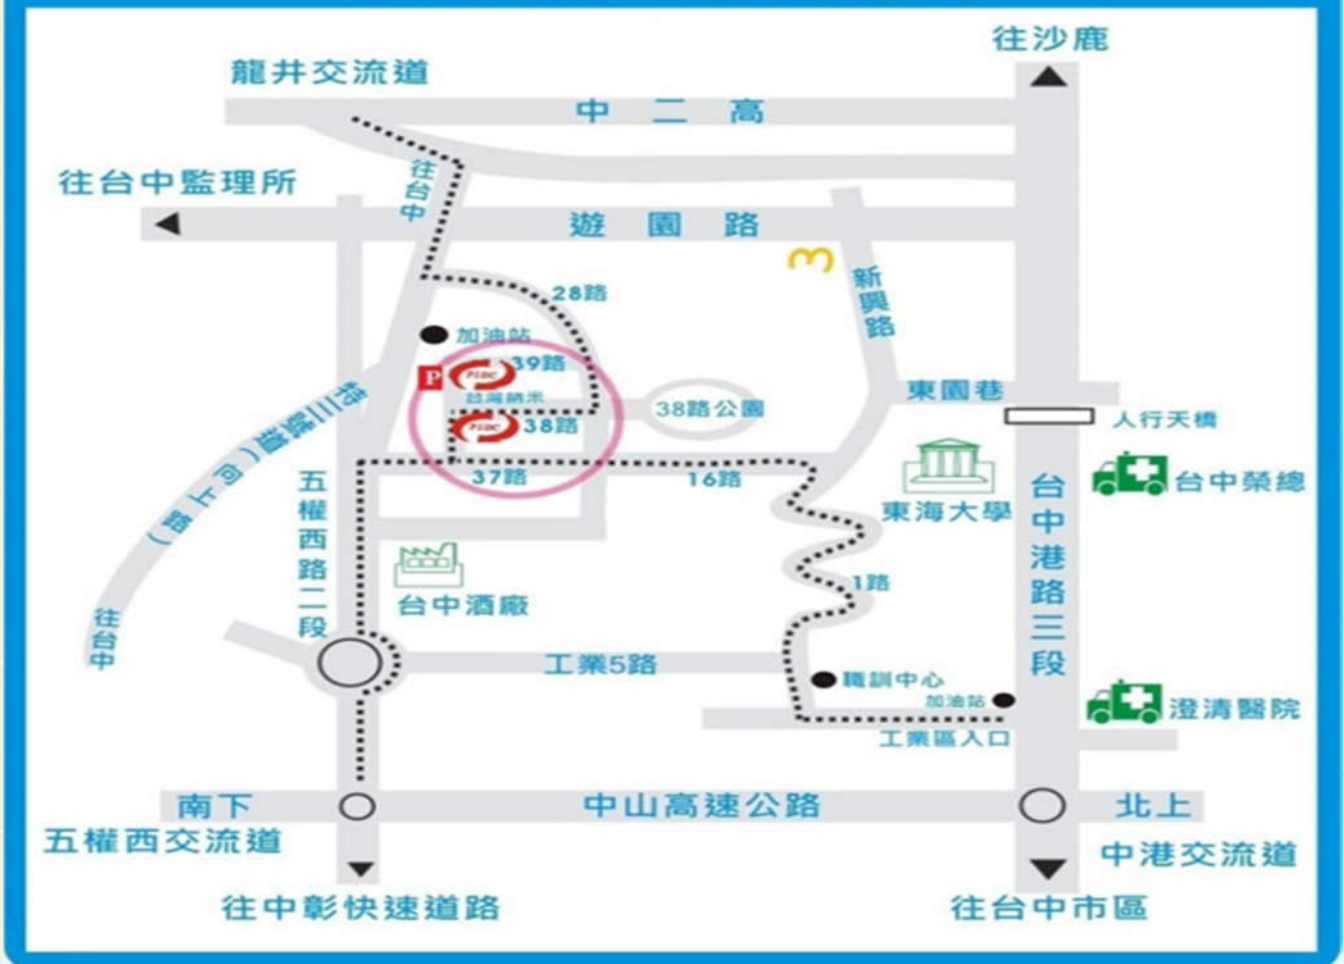 往沙鹿
龍井交流道
中二高
往台中監理所
往台中
遊園路
3
新興路
28路
加油站
39路
P
PIDC
台灣納米
38路
PIDC
38路公園
東園巷
人行天橋
特三號道(向上路)
37路
16路
五權西路二段
東海大學
台中港路三段
台中榮總
台中酒廠
1路
往台中
工業5路
職訓中心
加油站
澄清醫院
工業區入口
南下
中山高速公路
北上
五權西交流道
中港交流道
往中彰快速道路
往台中市區